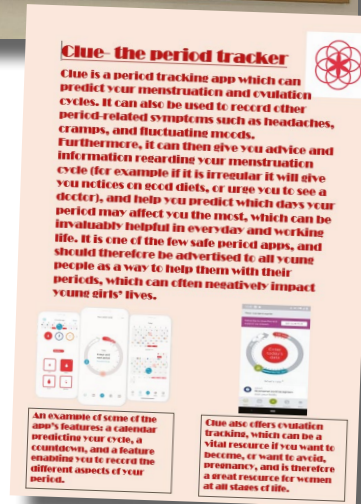 Clue- the period tracker
Clue is a period tracking app which can
predict your menstruation and ovulation
cycles. It can also be used to record other
period-related symptoms such as headaches,
cramps, and fluctuating moods.
Furthermore, it can then give you advice and
information regarding your menstruation
cycle (for example if it is irregular it will give
you notices on good diets, or urge you to see a
doctor), and help you predict which days your
period may affect you the most, which can be
invaluably helpful in everyday and working
life. It is one of the few safe period apps, and
should therefore be advertised to all young
people as a way to help them with their
periods, which can often negatively impact
young girls' lives.
An example of some of the
app's features: a calendar
predicting your cycle, a
countdown, and a feature
enabling you to record the
different aspects of your
period.
Clue also offers ovulation
tracking, which can be a
vital resource if you want to
become, or want to avoid,
pregnancy, and is therefore
a great resource for women
at all stages of life.